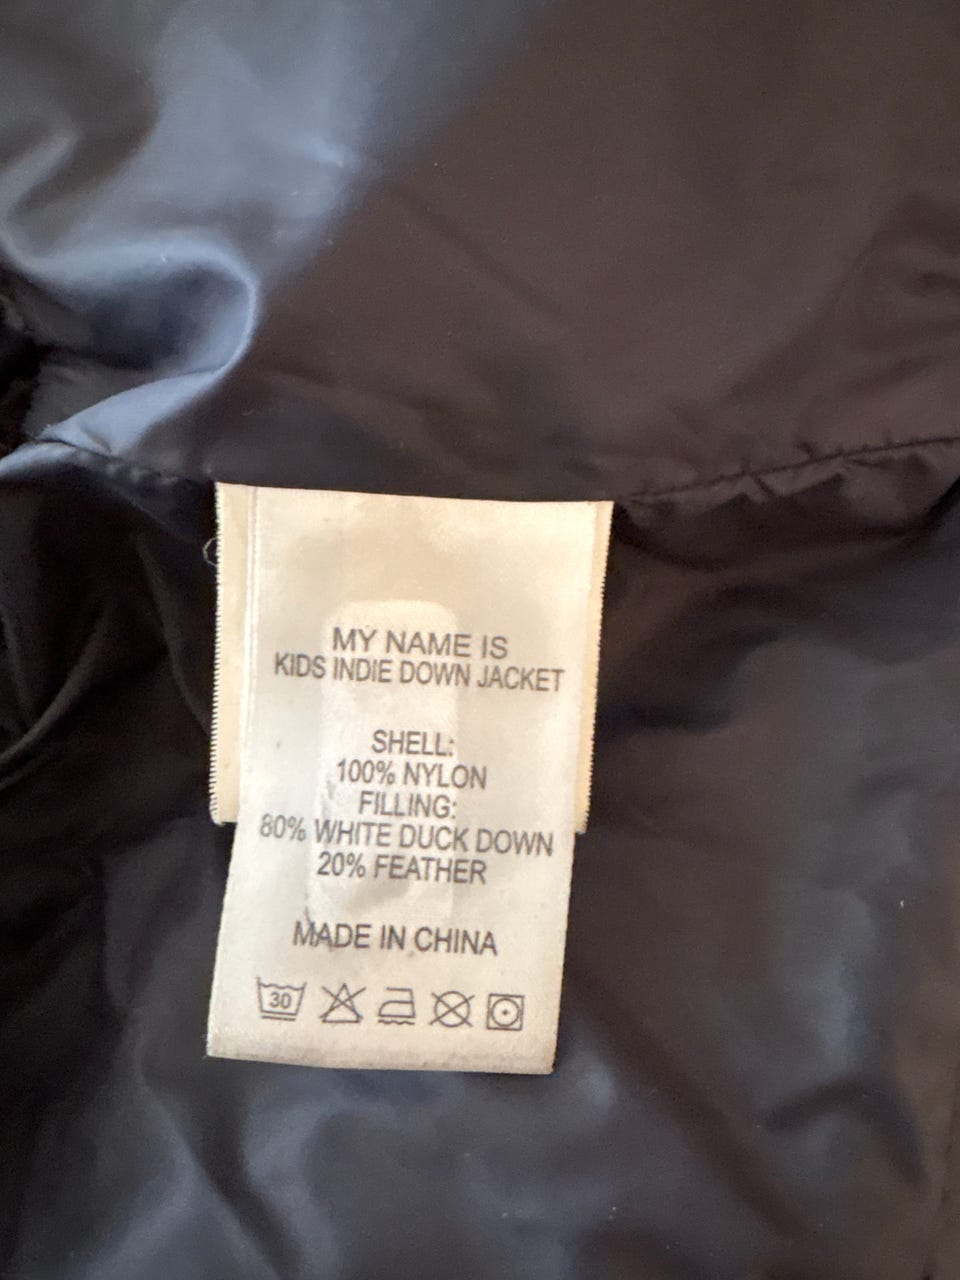 MY NAME IS
KIDS INDIE DOWN JACKET
SHELL:
100% NYLON
FILLING:
80% WHITE DUCK DOWN
20% FEATHER
MADE IN CHINA
30